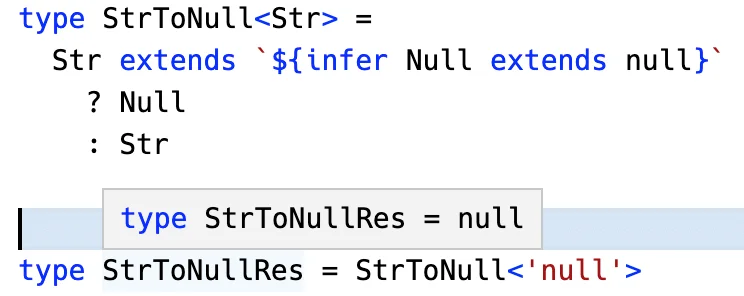 type StrToNull<Str> =
  Str extends `${infer Null extends null}`
    ? Null
    : Str
type StrToNullRes = null
type StrToNullRes = StrToNull<'null'>